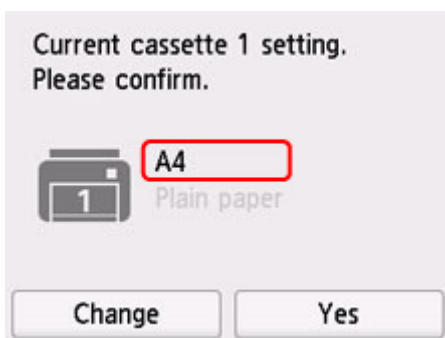 Current cassette 1 setting.
Please confirm.
A4
1
Plain paper
Change
Yes